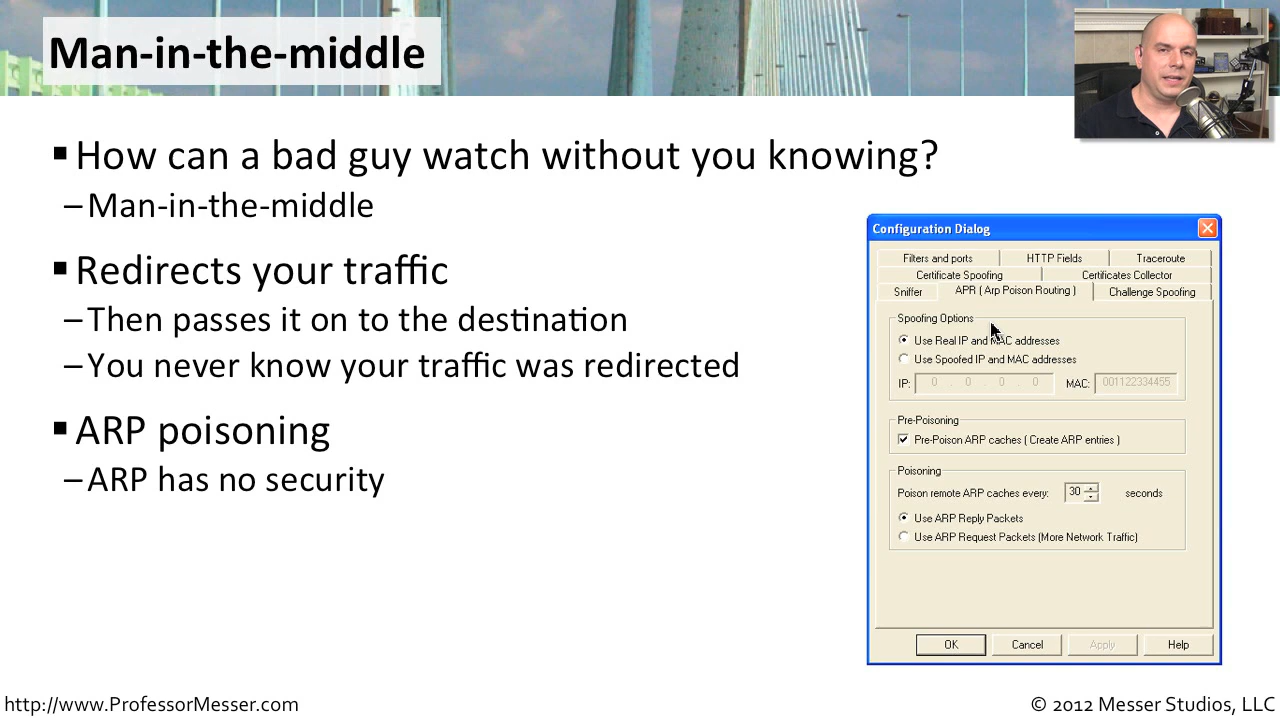 Man-in-the-middle
▪ How can a bad guy watch without you knowing?
– Man-in-the-middle
▪ Redirects your traffic
– Then passes it on to the destination
– You never know your traffic was redirected
▪ ARP poisoning
– ARP has no security
Configuration Dialog
Filters and ports HTTP Fields Traceroute
Certificate Spoofing Certificates Collector
Sniffer APR ( Arp Poison Routing ) Challenge Spoofing
Spoofing Options
Use Real IP and MAC addresses
Use Spoofed IP and MAC addresses
IP: 0 . 0 . 0 . 0 MAC: 001122334455
Pre-Poisoning
Pre-Poison ARP caches ( Create ARP entries )
Poisoning
Poison remote ARP caches every: 30 seconds
Use ARP Reply Packets
Use ARP Request Packets (More Network Traffic)
OK Cancel Apply Help
http://www.ProfessorMesser.com
© 2012 Messer Studios, LLC